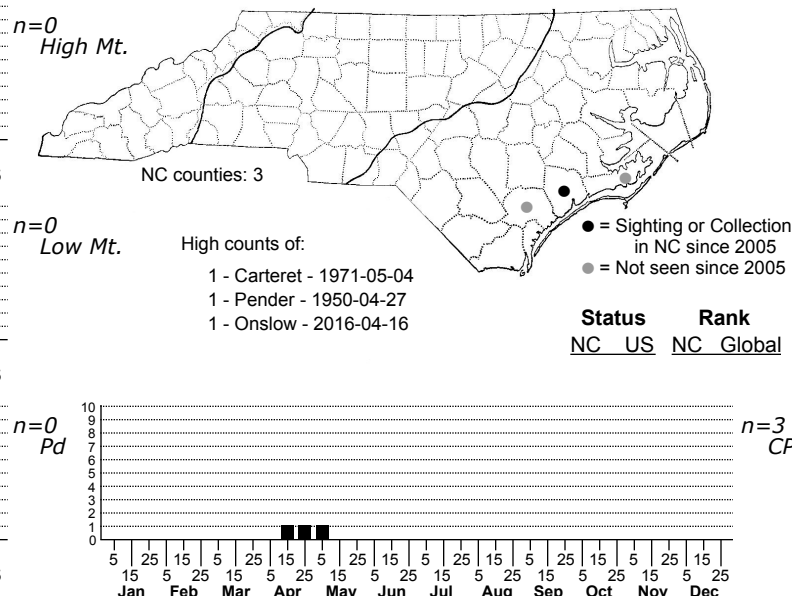 n=0
High Mt.
NC counties: 3
n=0
Low Mt.
High counts of:
1 - Carteret - 1971-05-04
1 - Pender - 1950-04-27
1 - Onslow - 2016-04-16
● = Sighting or Collection
in NC since 2005
● = Not seen since 2005
Status Rank
NC US NC Global
n=0
Pd
n=3
CP
10
9
8
7
6
5
4
3
2
1
0
5 25 15 5 25 15 5 25 15 5 25 15 5 25 15 5 25 15
15 5 25 15 5 25 15 5 25 15 5 25 15 5 25 15 5 25
Jan Feb Mar Apr May Jun Jul Aug Sep Oct Nov Dec